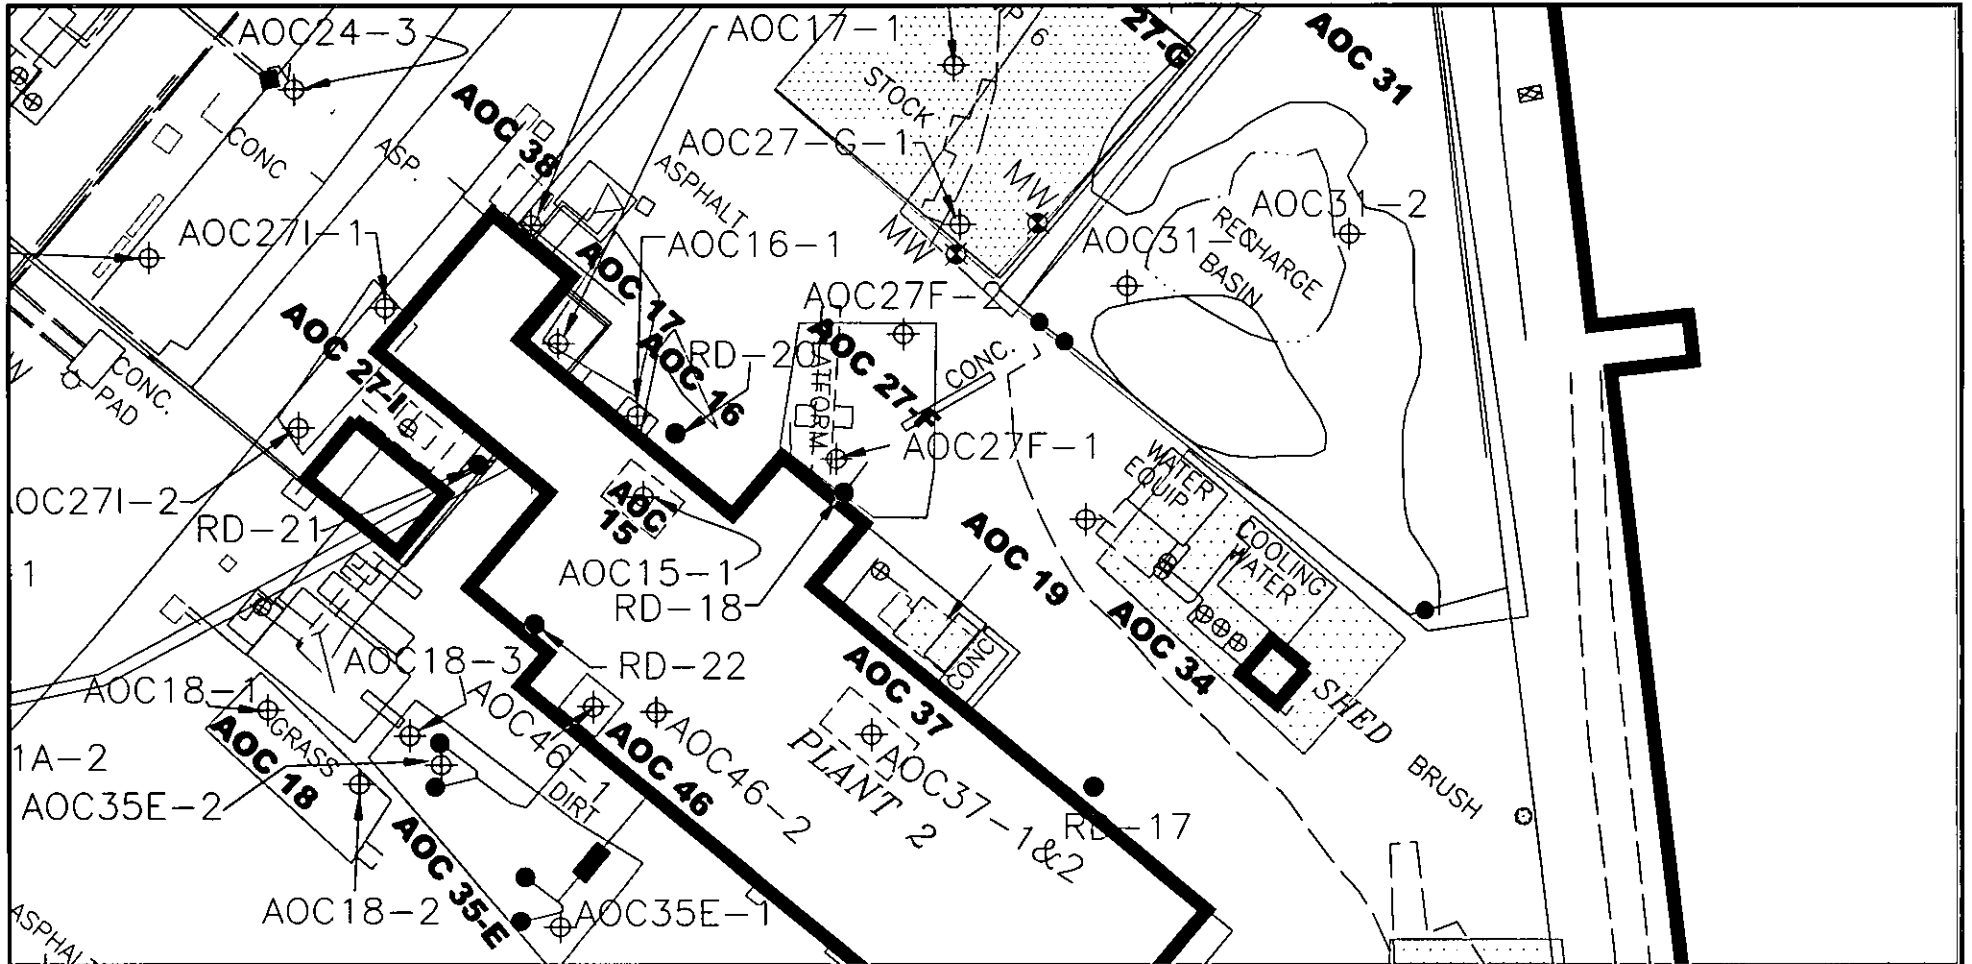 AOC24-3
AOC17-1
P
6
27-G
AOC 31
AOC 38
STOCK
CONC
ASP.
ASPHALT
AOC27-G-1
MW
MW
AOC31-2
RECHARGE
BASIN
AOC27I-1
AOC16-1
AOC 17
AOC27F-2
AOC 27-I
AOC 16
RD-20
AOC 27-F
CONC.
CONC.
PAD
AOC27F-1
WATER
EQUIP
COOLING
WATER
OC27I-2
RD-21
AOC
15
AOC 19
AOC15-1
RD-18
1
AOC 34
AOC18-3
RD-22
AOC 37
CONC
SHED
AOC18-1
GRASS
AOC 18
AOC46-1
AOC 46
AOC46-2
PLANT 2
AOC37-1&2
BRUSH
1A-2
AOC35E-2
DIRT
RD-17
AOC 35-E
AOC18-2
AOC35E-1